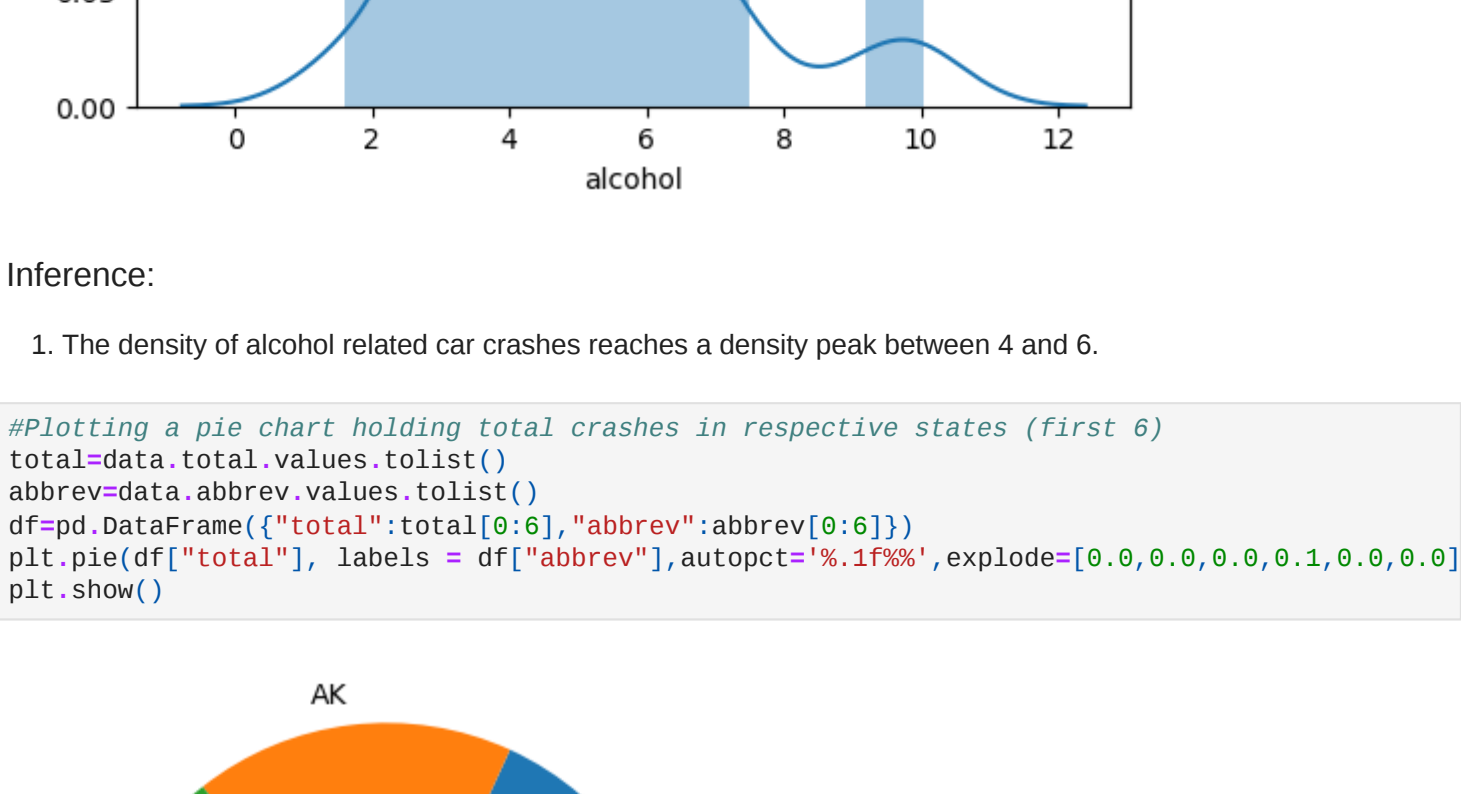 0.00
0 2 4 6 8 10 12
alcohol
Inference:
1. The density of alcohol related car crashes reaches a density peak between 4 and 6.
#Plotting a pie chart holding total crashes in respective states (first 6)
total=data.total.values.tolist()
abbrev=data.abbrev.values.tolist()
df=pd.DataFrame({"total":total[0:6],"abbrev":abbrev[0:6]})
plt.pie(df["total"], labels = df["abbrev"],autopct='%.1f%%',explode=[0.0,0.0,0.0,0.1,0.0,0.0]
plt.show()
AK